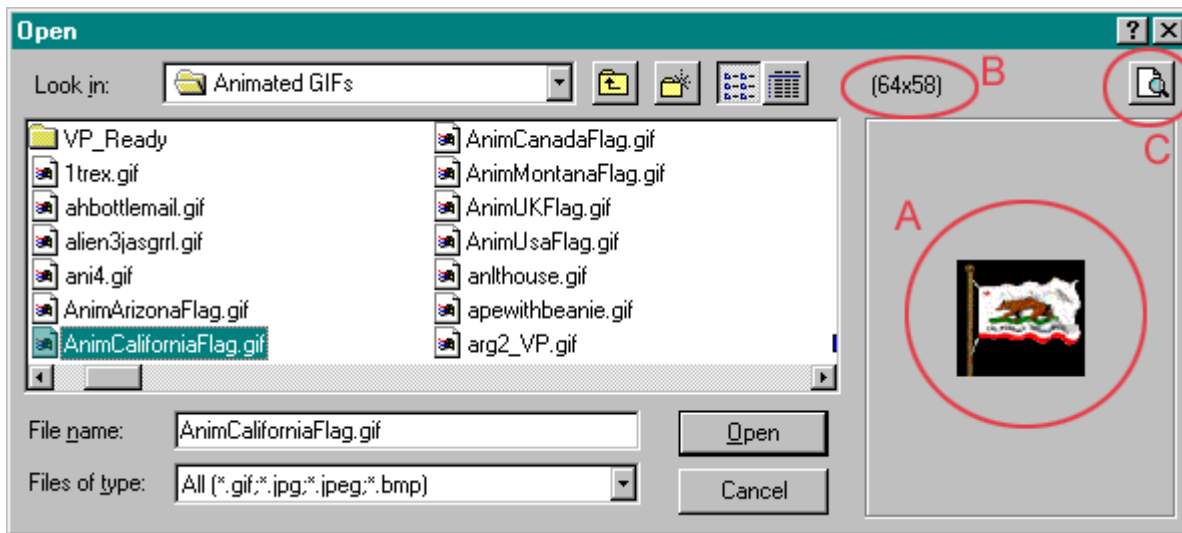 Open
Look in: Animated GIFs (64x58) B
C
VP_Ready
1trex.gif
ahbottlemail.gif
alien3jasgrrl.gif
ani4.gif
AnimArizonaFlag.gif
AnimCaliforniaFlag.gif
AnimCanadaFlag.gif
AnimMontanaFlag.gif
AnimUKFlag.gif
AnimUsaFlag.gif
anlthouse.gif
apewithbeanie.gif
arg2_VP.gif
A
File name: AnimCaliforniaFlag.gif Open
Files of type: All (*.gif;*.jpg;*.jpeg;*.bmp) Cancel